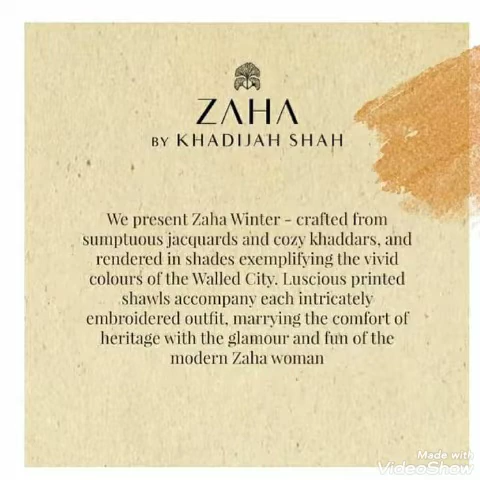 ZAHA
BY KHADIJAH SHAH
We present Zaha Winter - crafted from
sumptuous jacquards and cozy khaddars, and
rendered in shades exemplifying the vivid
colours of the Walled City. Luscious printed
shawls accompany each intricately
embroidered outfit, marrying the comfort of
heritage with the glamour and fun of the
modern Zaha woman
Made with
VideoShow